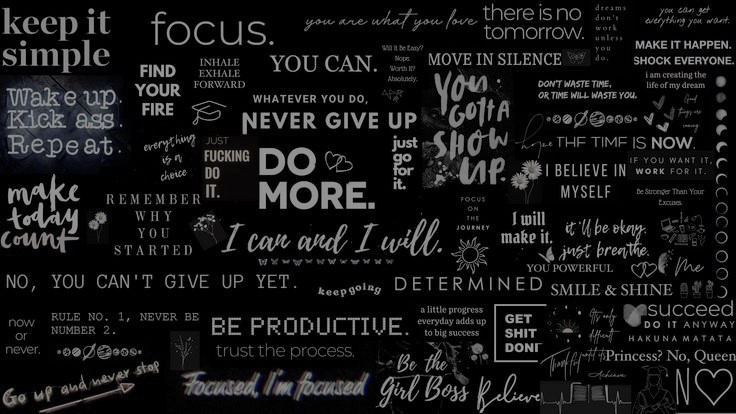 keep it
simple
focus.
you are what you love
there is no
tomorrow.
dreams
don't
work
unless
you
do.
you can get
everything you want.
MAKE IT HAPPEN.
SHOCK EVERYONE.
Wake up.
Kick ass.
Repeat.
FIND
YOUR
FIRE
INHALE
EXHALE
FORWARD
YOU CAN.
Will it be Easy?
Nope.
Worth it?
Absolutely.
MOVE IN SILENCE
i am creating the
life of my dream
WHATEVER YOU DO,
NEVER GIVE UP
YOU
GOTTA
SHOW
UP.
DON'T WASTE TIME,
OR TIME WILL WASTE YOU.
Good
things are
coming
everything
is a
choice
JUST
FUCKING
DO
IT.
DO
MORE.
just
go
for
it.
hope
THE TIME IS NOW.
IF YOU WANT IT,
WORK FOR IT.
I BELIEVE IN
MYSELF
Be Stronger Than Your
Excuses.
make
today
count
REMEMBER
WHY
YOU
STARTED
I can and I will.
FOCUS
ON
THE
JOURNEY
I will
make it.
it'll be okay.
just breathe.
YOU POWERFUL
Me
NO, YOU CAN'T GIVE UP YET.
keep going
DETERMINED
SMILE & SHINE
now
or
never.
RULE NO. 1, NEVER BE
NUMBER 2.
BE PRODUCTIVE.
trust the process.
a little progress
everyday adds up
to big success
GET
SHIT
DONE
succeed
DO IT ANYWAY
HAKUNA MATATA
Princess? No, Queen
Go up and never stop
Focused, I'm focused
Be the
Girl Boss
Believe
Thankful
Achieve
N